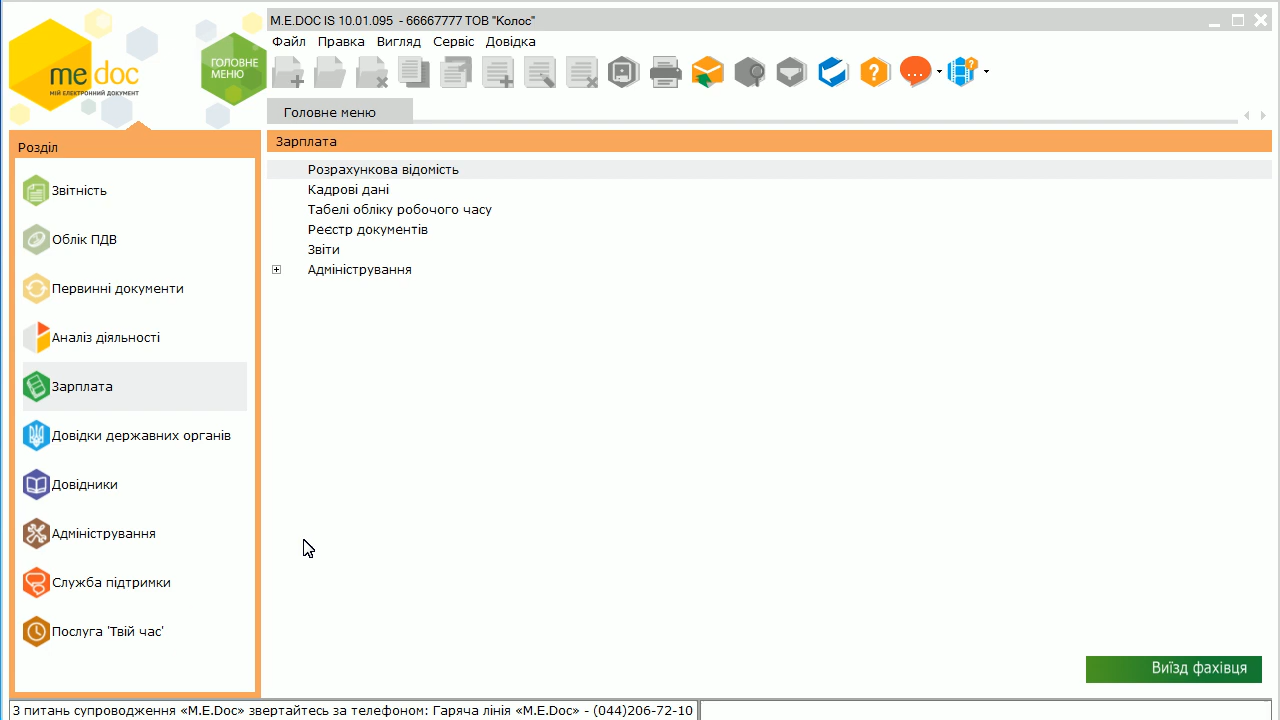 M.E.DOC IS 10.01.095 - 66667777 ТОВ "Колос"
Файл Правка Вигляд Сервіс Довідка
me doc
МІЙ ЕЛЕКТРОННИЙ ДОКУМЕНТ
ГОЛОВНЕ
МЕНЮ
Головне меню
Розділ
Звітність
Облік ПДВ
Первинні документи
Аналіз діяльності
Зарплата
Довідки державних органів
Довідники
Адміністрування
Служба підтримки
Послуга 'Твій час'
Зарплата
Розрахункова відомість
Кадрові дані
Табелі обліку робочого часу
Реєстр документів
Звіти
Адміністрування
Виїзд фахівця
З питань супроводження «M.E.Doc» звертайтесь за телефоном: Гаряча лінія «M.E.Doc» - (044)206-72-10